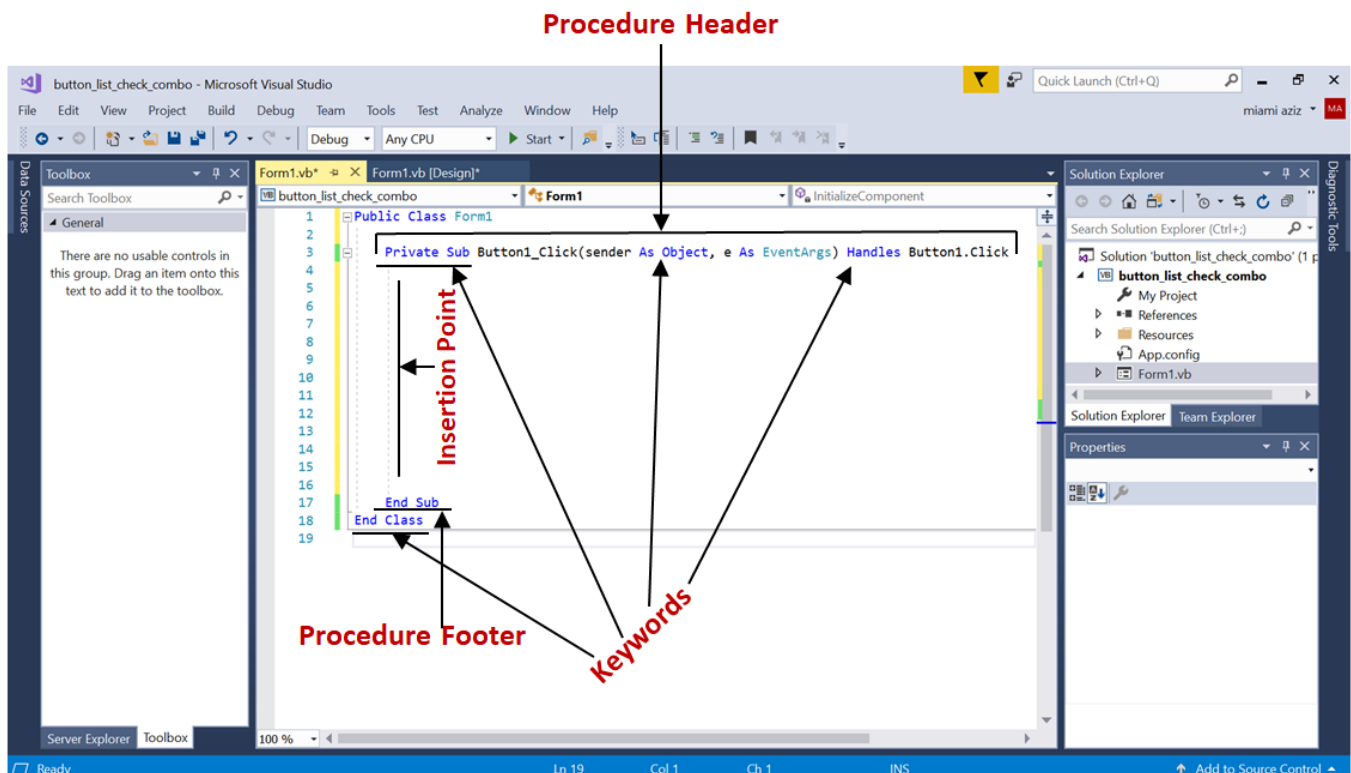 Procedure Header
button_list_check_combo - Microsoft Visual Studio
Quick Launch (Ctrl+Q)
File Edit View Project Build Debug Team Tools Test Analyze Window Help
miami aziz
MA
Debug Any CPU Start
Data Sources
Toolbox
Search Toolbox
General
There are no usable controls in
this group. Drag an item onto this
text to add it to the toolbox.
Server Explorer Toolbox
Form1.vb* Form1.vb [Design]*
VB button_list_check_combo Form1 InitializeComponent
1 Public Class Form1
2
3 Private Sub Button1_Click(sender As Object, e As EventArgs) Handles Button1.Click
4
5
6
7
8
9
10
11
12
13
14
15
16
17 End Sub
18 End Class
19
Insertion Point
Procedure Footer
Keywords
100 %
Solution Explorer
Search Solution Explorer (Ctrl+;)
Solution 'button_list_check_combo' (1 p
VB button_list_check_combo
My Project
References
Resources
App.config
Form1.vb
Solution Explorer Team Explorer
Properties
Diagnostic Tools
Ready Ln 19 Col 1 Ch 1 INS Add to Source Control